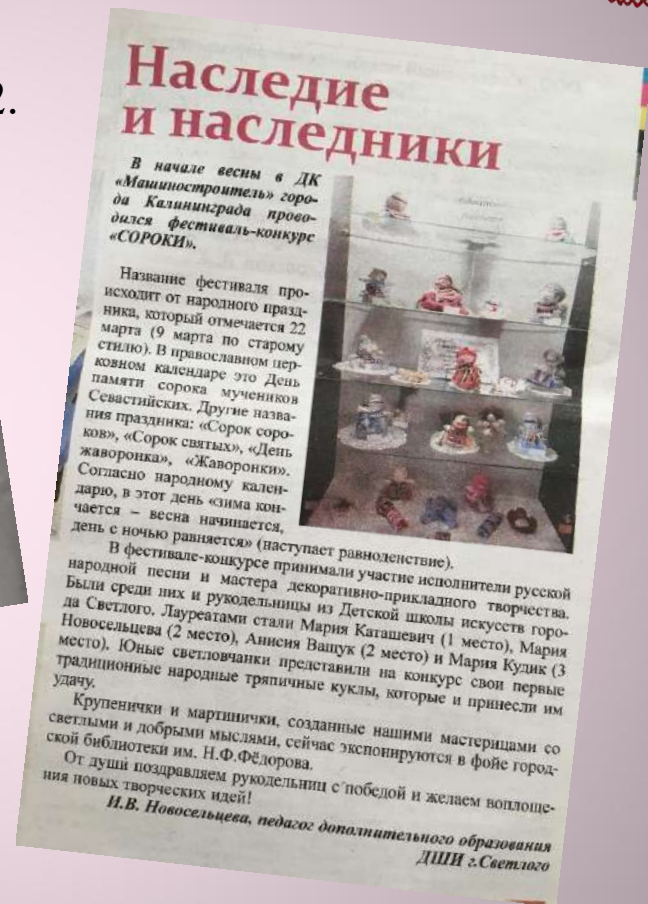 2.
Наследие
и наследники
В начале весны в ДК
«Машиностроитель» горо-
да Калининграда прово-
дился фестиваль-конкурс
«СОРОКИ».
Название фестиваля про-
исходит от народного празд-
ника, который отмечается 22
марта (9 марта по старому
стилю). В православном цер-
ковном календаре это День
памяти сорока мучеников
Севастийских. Другие назва-
ния праздника: «Сорок соро-
ков», «Сорок святых», «День
жаворонка», «Жаворонки».
Согласно народному кален-
дарю, в этот день «зима кон-
чается – весна начинается,
день с ночью равняется» (наступает равноденствие).
В фестивале-конкурсе принимали участие исполнители русской
народной песни и мастера декоративно-прикладного творчества.
Были среди них и рукодельницы из Детской школы искусств горо-
да Светлого. Лауреатами стали Мария Каташевич (1 место), Мария
Новосельцева (2 место), Анисия Ващук (2 место) и Мария Кудик (3
место). Юные светловчанки представили на конкурс свои первые
традиционные народные тряпичные куклы, которые и принесли им
удачу.
Крупенички и мартинички, созданные нашими мастерицами со
светлыми и добрыми мыслями, сейчас экспонируются в фойе город-
ской библиотеки им. Н.Ф.Фёдорова.
От души поздравляем рукодельниц с победой и желаем воплоще-
ния новых творческих идей!
И.В. Новосельцева, педагог дополнительного образования
ДШИ г.Светлого